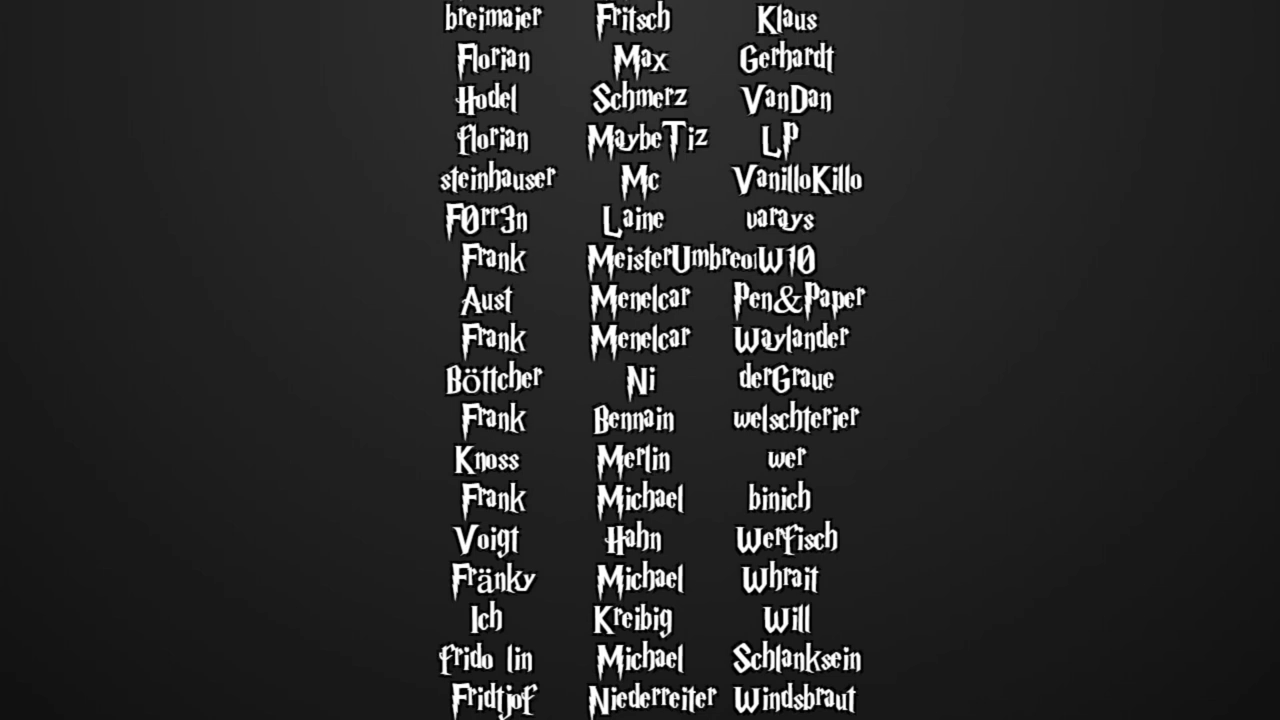 breimaier Fritsch Klaus
Florian Max Gerhardt
Hodel Schmerz VanDan
florian MaybeTiz LP
steinhauser Mc VanilloKillo
F0rr3n Laine varays
Frank MeisterUmbreon W10
Aust Menelcar Pen&Paper
Frank Menelcar Waylander
Böttcher Ni derGraue
Frank Bennain welschterier
Knoss Merlin wer
Frank Michael binich
Voigt Hahn Werfisch
Fränky Michael Whrait
Ich Kreibig Will
frido lin Michael Schlanksein
Fridtjof Niederreiter Windsbraut